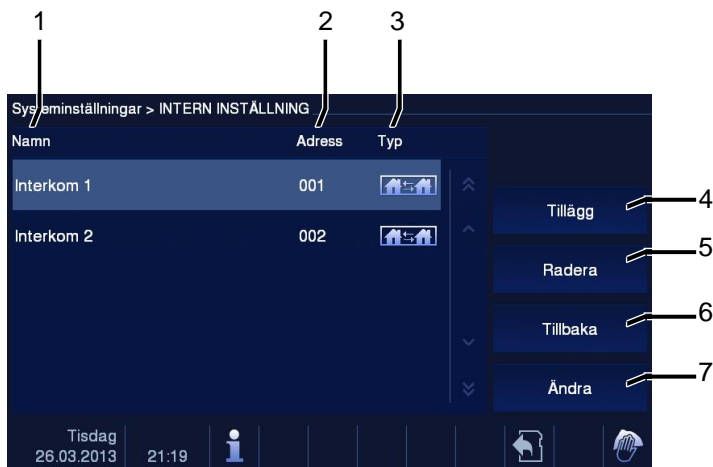 1 2 3
Systeminställningar > INTERN INSTÄLLNING
Namn Adress Typ
Interkom 1 001
Interkom 2 002
Tillägg 4
Radera 5
Tillbaka 6
Ändra 7
Tisdag
26.03.2013 21:19